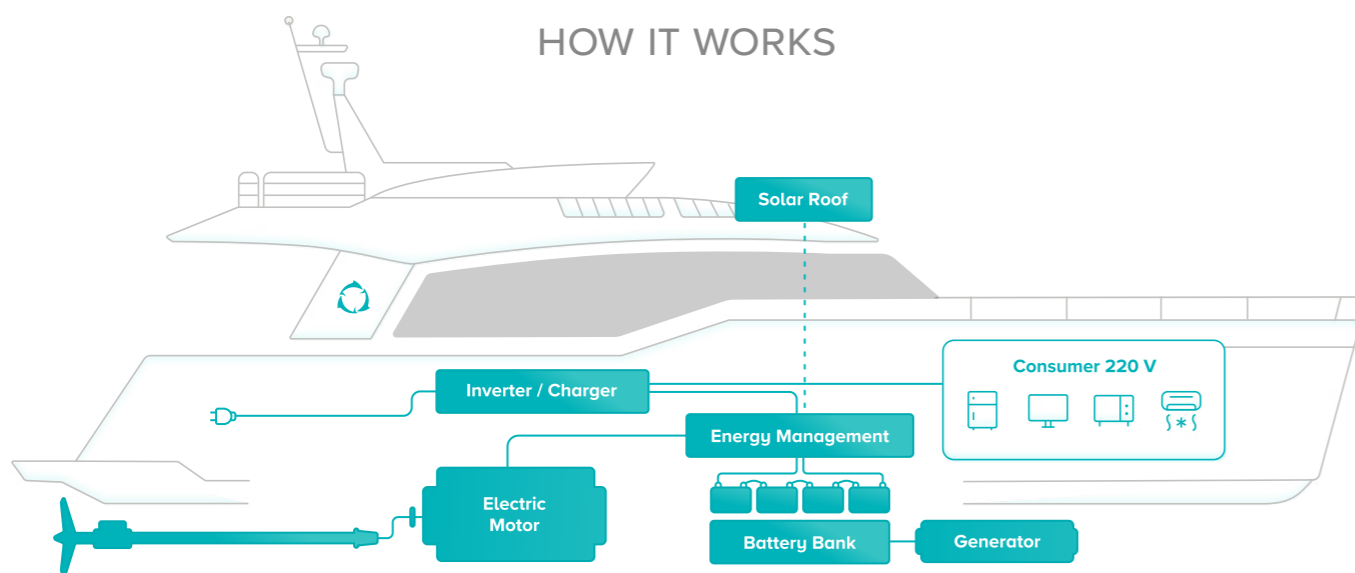 HOW IT WORKS
Solar Roof
Consumer 220 V
Inverter / Charger
Energy Management
Electric
Motor
Battery Bank
Generator